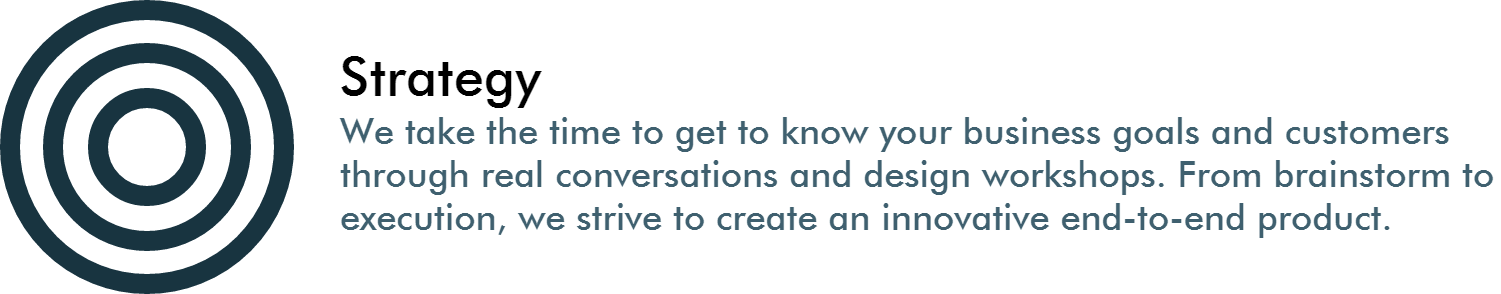 Strategy
We take the time to get to know your business goals and customers
through real conversations and design workshops. From brainstorm to
execution, we strive to create an innovative end-to-end product.